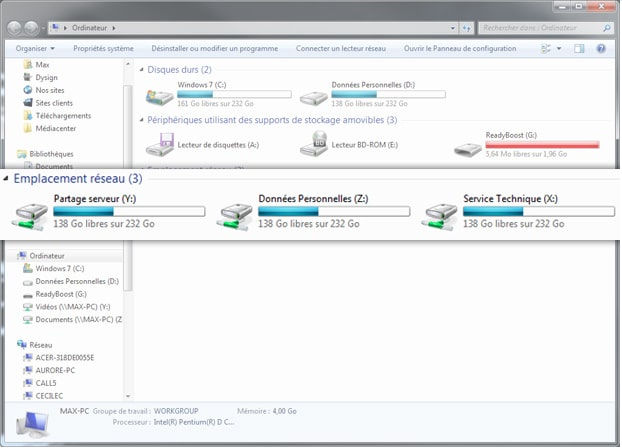 Ordinateur
Rechercher dans : Ordinateur
Organiser
Propriétés système
Désinstaller ou modifier un programme
Connecter un lecteur réseau
Ouvrir le Panneau de configuration
Max
Dysign
Nos sites
Sites clients
Téléchargements
Médiacenter
Bibliothèques
Documents
Disques durs (2)
Windows 7 (C:)
161 Go libres sur 232 Go
Données Personnelles (D:)
138 Go libres sur 232 Go
Périphériques utilisant des supports de stockage amovibles (3)
Lecteur de disquettes (A:)
Lecteur BD-ROM (E:)
ReadyBoost (G:)
5,64 Mo libres sur 1,96 Go
Emplacement réseau (3)
Partage serveur (Y:)
138 Go libres sur 232 Go
Données Personnelles (Z:)
138 Go libres sur 232 Go
Service Technique (X:)
138 Go libres sur 232 Go
Ordinateur
Windows 7 (C:)
Données Personnelles (D:)
ReadyBoost (G:)
Vidéos (\\MAX-PC) (Y:)
Documents (\\MAX-PC) (Z
Réseau
ACER-318DE0055E
AURORE-PC
CALL5
CECILEC
MAX-PC Groupe de travail : WORKGROUP Mémoire : 4,00 Go
Processeur : Intel(R) Pentium(R) D C...